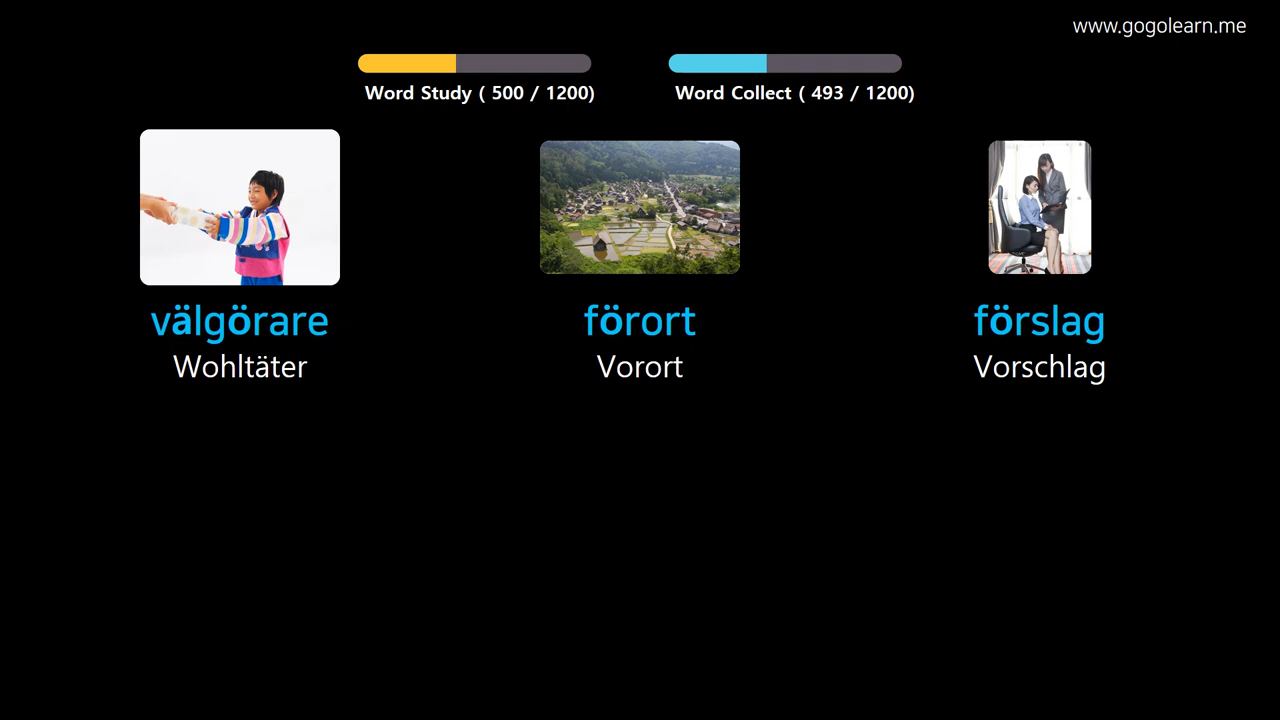 www.gogolearn.me
Word Study ( 500 / 1200)
Word Collect ( 493 / 1200)
välgörare
Wohltäter
förort
Vorort
förslag
Vorschlag